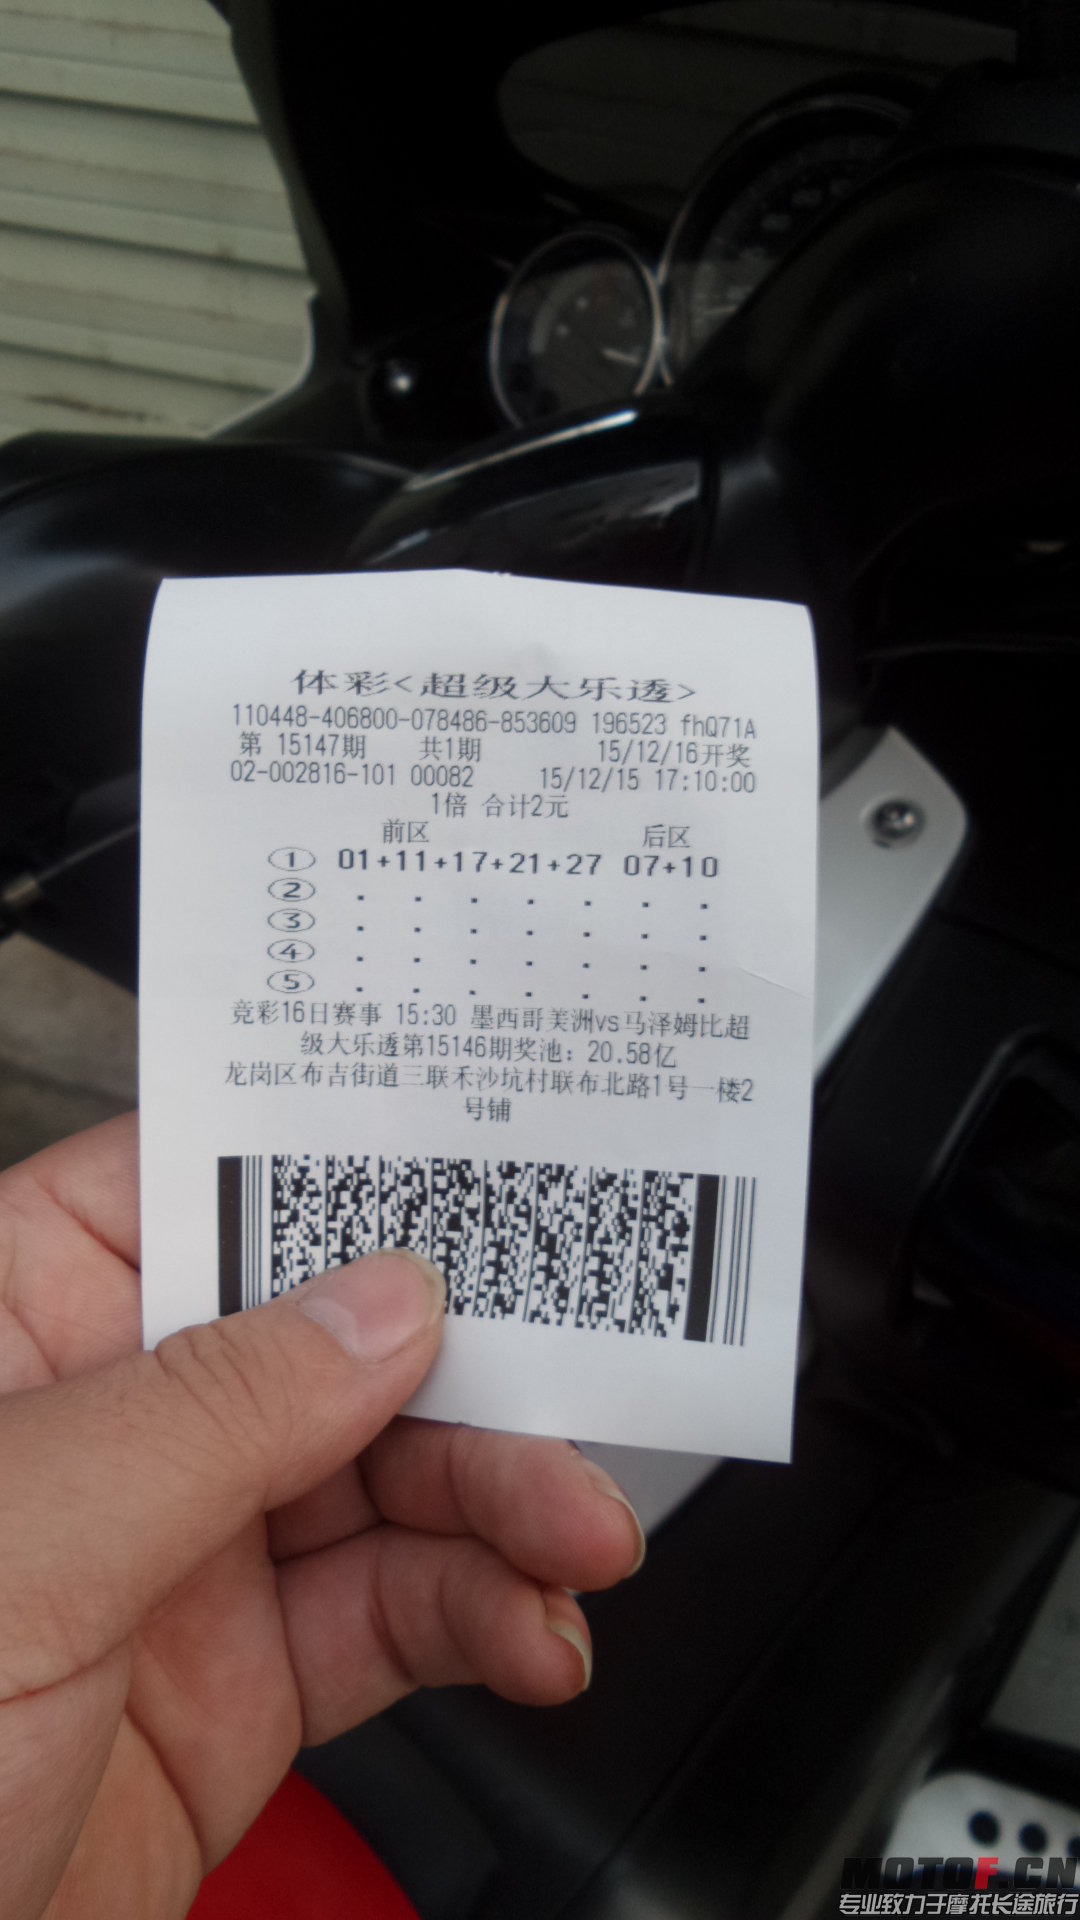 体彩<超级大乐透>
110448-406800-078486-853609 196523 fhQ71A
第 15147期 共1期 15/12/16开奖
02-002816-101 00082 15/12/15 17:10:00
1倍 合计2元
前区 后区
① 01+11+17+21+27 07+10
② . . . . . . .
③ . . . . . . .
④ . . . . . . .
⑤ . . . . . . .
竞彩16日赛事 15:30 墨西哥美洲vs马泽姆比超
级大乐透第15146期奖池：20.58亿
龙岗区布吉街道三联禾沙坑村联布北路1号一楼2
号铺
MOTOF.CN
专业致力于摩托长途旅行